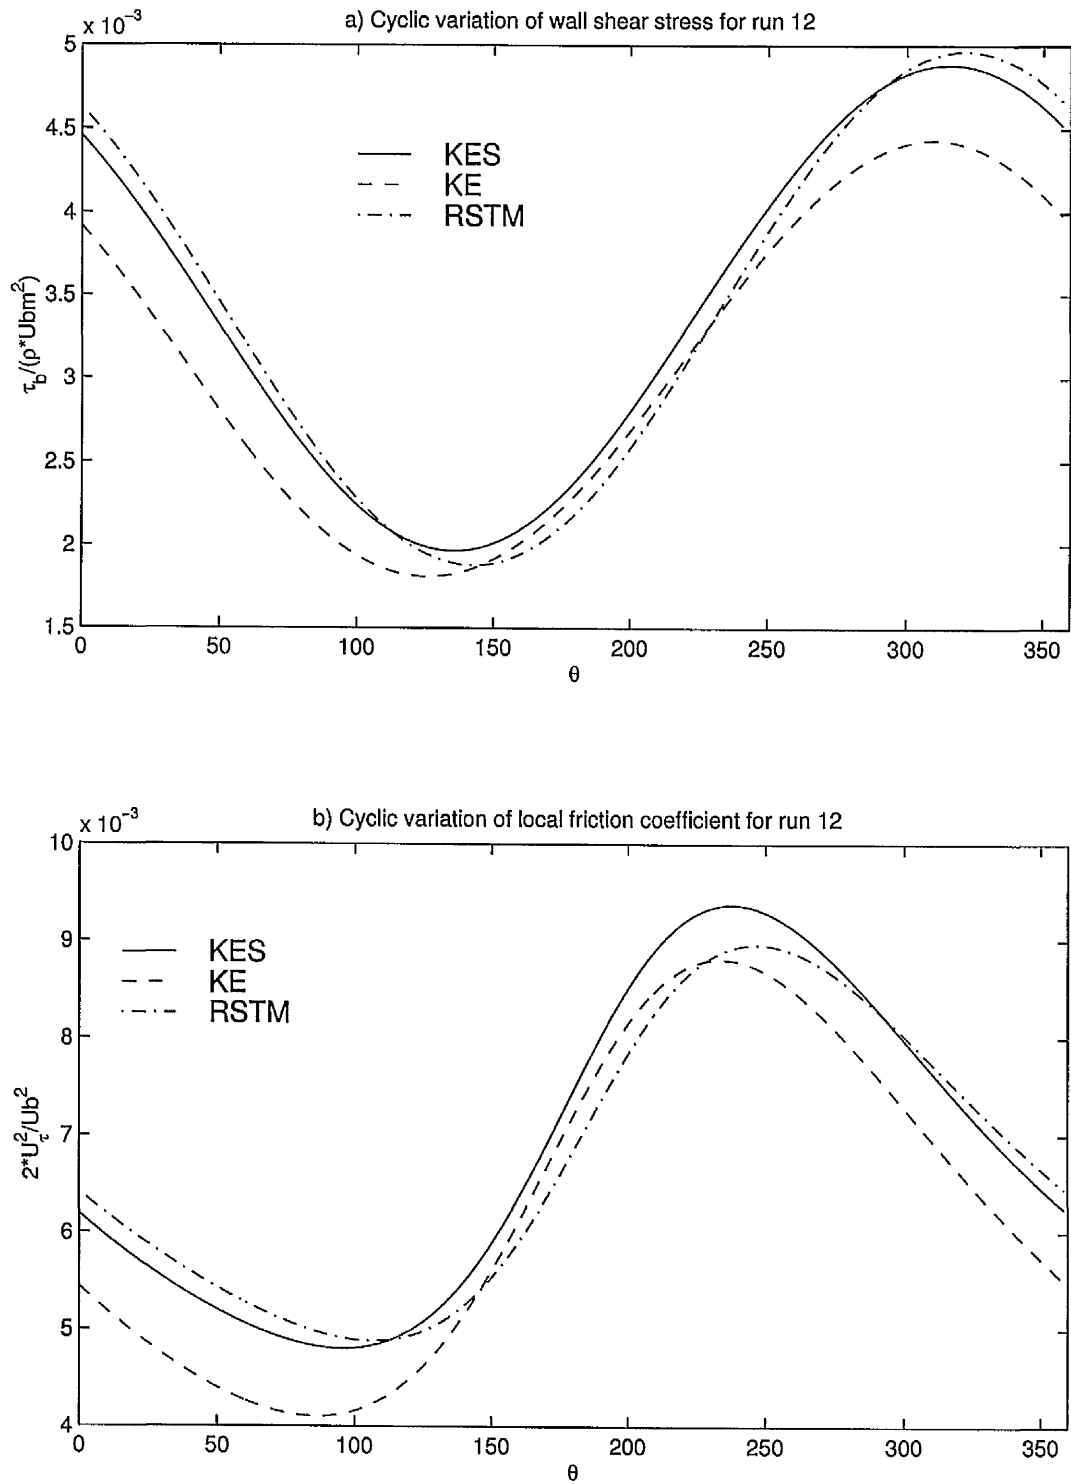 a) Cyclic variation of wall shear stress for run 12
x 10⁻³
5
4.5
4
3.5
3
2.5
2
1.5
τ_b/(ρ*Ubm²)
KES
KE
RSTM
0 50 100 150 200 250 300 350
θ
b) Cyclic variation of local friction coefficient for run 12
x 10⁻³
10
9
8
7
6
5
4
2*U_τ²/Ub²
KES
KE
RSTM
0 50 100 150 200 250 300 350
θ